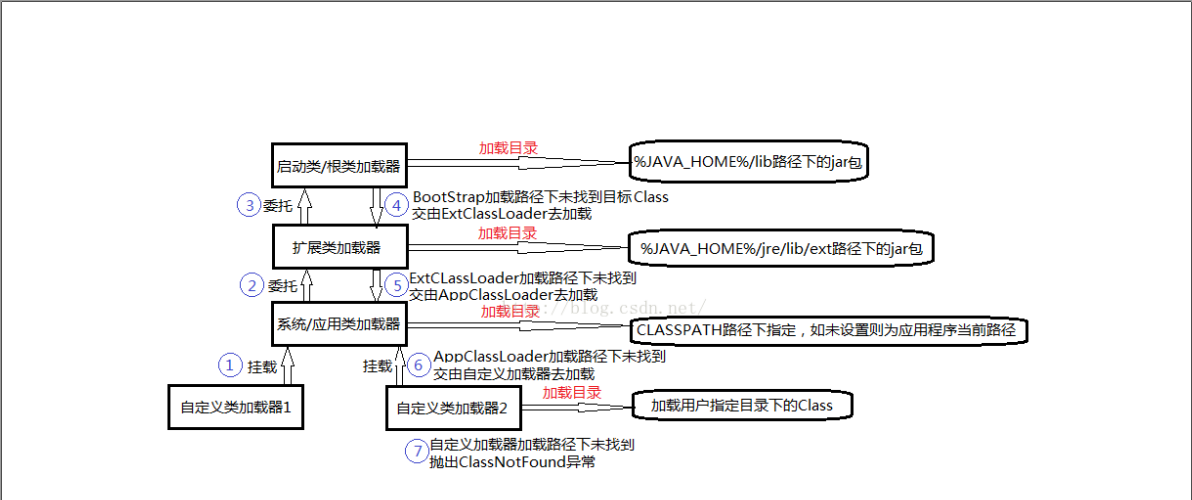 加载目录
启动类/根类加载器
%JAVA_HOME%/lib路径下的jar包
③ 委托
④ BootStrap加载路径下未找到目标Class
交由ExtClassLoader去加载
加载目录
扩展类加载器
%JAVA_HOME%/jre/lib/ext路径下的jar包
② 委托
⑤ ExtCLassLoader加载路径下未找到
交由AppClassLoader去加载
://blog.csdn.net/
加载目录
系统/应用类加载器
CLASSPATH路径下指定，如未设置则为应用程序当前路径
① 挂载
挂载
⑥ AppClassLoader加载路径下未找到
交由自定义加载器去加载
加载目录
自定义类加载器1
自定义类加载器2
加载用户指定目录下的Class
⑦ 自定义加载器加载路径下未找到
抛出ClassNotFound异常